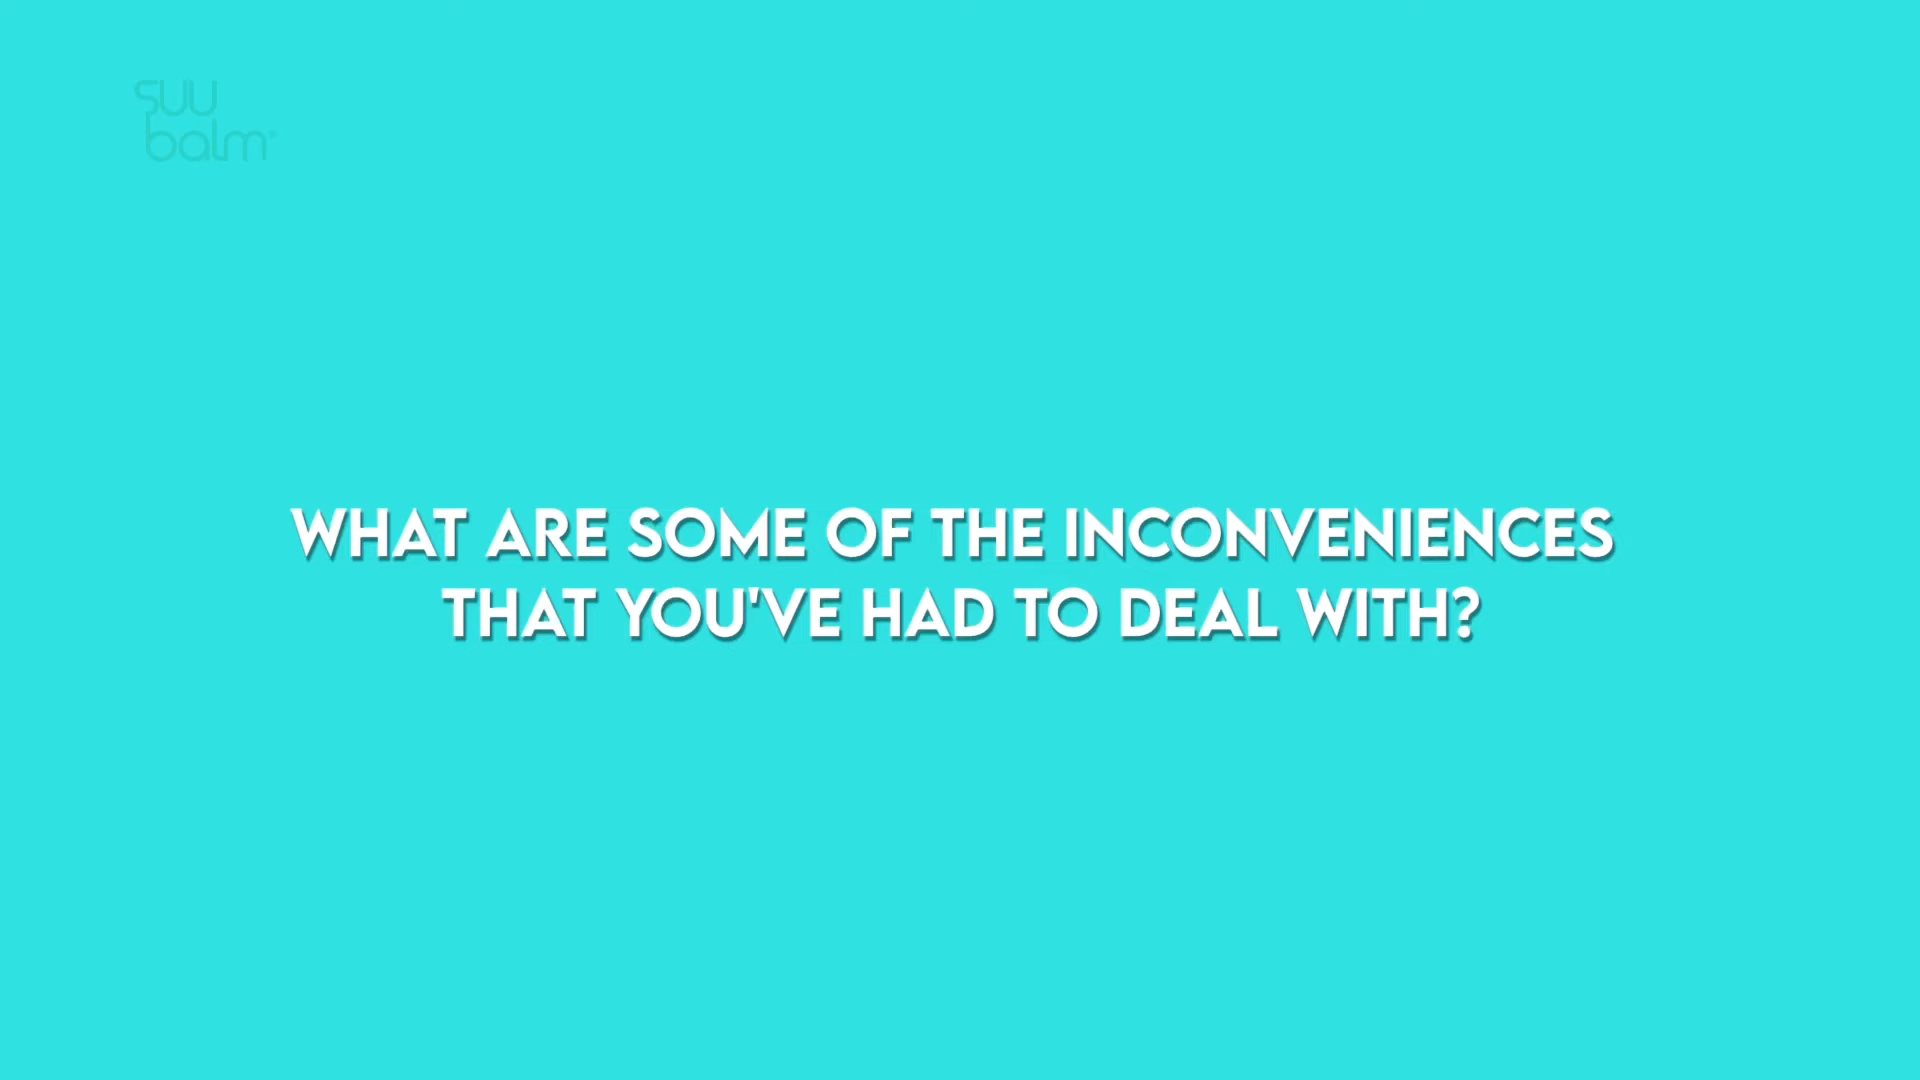 suu
balm®
WHAT ARE SOME OF THE INCONVENIENCES
THAT YOU'VE HAD TO DEAL WITH?